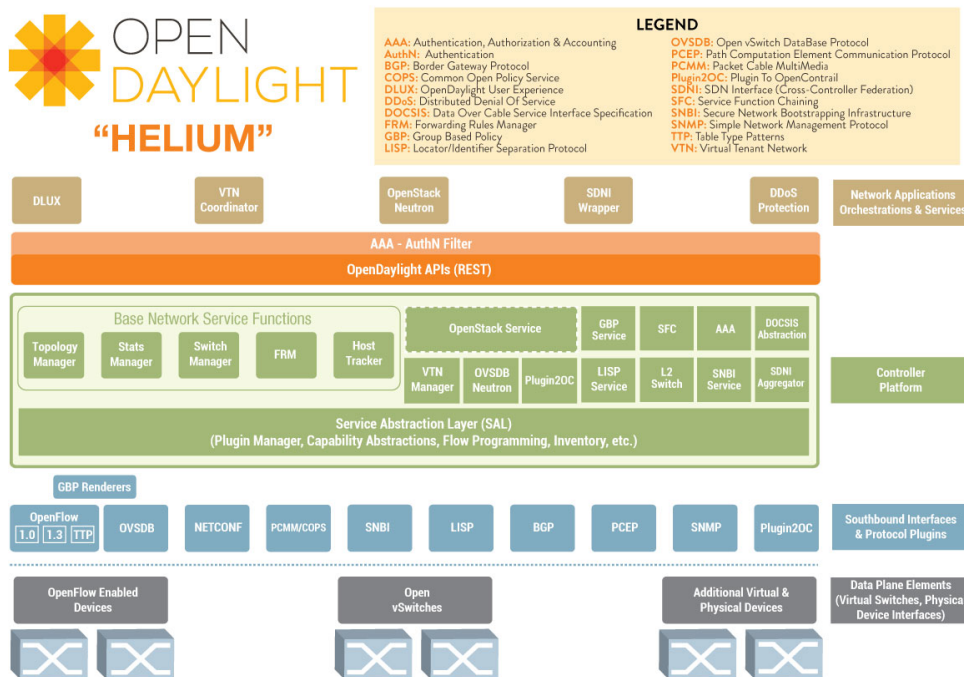 OPEN
DAYLIGHT
“HELIUM”
LEGEND
AAA: Authentication, Authorization & Accounting
AuthN: Authentication
BGP: Border Gateway Protocol
COPS: Common Open Policy Service
DLUX: OpenDaylight User Experience
DDoS: Distributed Denial Of Service
DOCSIS: Data Over Cable Service Interface Specification
FRM: Forwarding Rules Manager
GBP: Group Based Policy
LISP: Locator/Identifier Separation Protocol
OVSDB: Open vSwitch DataBase Protocol
PCEP: Path Computation Element Communication Protocol
PCMM: Packet Cable MultiMedia
Plugin2OC: Plugin To OpenContrail
SDNI: SDN Interface (Cross-Controller Federation)
SFC: Service Function Chaining
SNBI: Secure Network Bootstrapping Infrastructure
SNMP: Simple Network Management Protocol
TTP: Table Type Patterns
VTN: Virtual Tenant Network
DLUX
VTN
Coordinator
OpenStack
Neutron
SDNI
Wrapper
DDoS
Protection
Network Applications
Orchestrations & Services
AAA - AuthN Filter
OpenDaylight APIs (REST)
Base Network Service Functions
Topology
Manager
Stats
Manager
Switch
Manager
FRM
Host
Tracker
OpenStack Service
GBP
Service
SFC
AAA
DOCSIS
Abstraction
VTN
Manager
OVSDB
Neutron
Plugin2OC
LISP
Service
L2
Switch
SNBI
Service
SDNI
Aggregator
Controller
Platform
Service Abstraction Layer (SAL)
(Plugin Manager, Capability Abstractions, Flow Programming, Inventory, etc.)
GBP Renderers
OpenFlow
1.0 1.3 TTP
OVSDB
NETCONF
PCMM/COPS
SNBI
LISP
BGP
PCEP
SNMP
Plugin2OC
Southbound Interfaces
& Protocol Plugins
OpenFlow Enabled
Devices
Open
vSwitches
Additional Virtual &
Physical Devices
Data Plane Elements
(Virtual Switches, Physical
Device Interfaces)